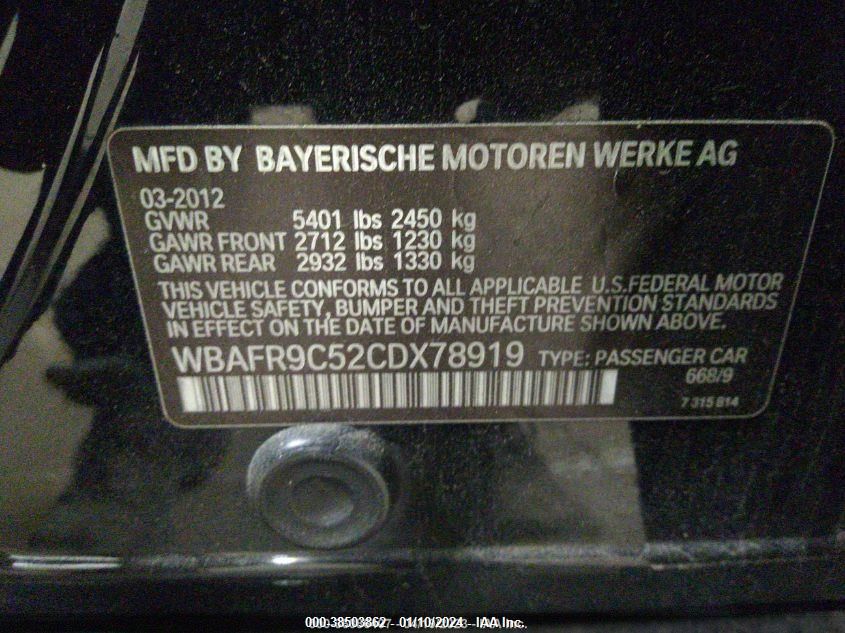 MFD BY BAYERISCHE MOTOREN WERKE AG
03-2012
GVWR 5401 lbs 2450 kg
GAWR FRONT 2712 lbs 1230 kg
GAWR REAR 2932 lbs 1330 kg
THIS VEHICLE CONFORMS TO ALL APPLICABLE U.S.FEDERAL MOTOR
VEHICLE SAFETY, BUMPER AND THEFT PREVENTION STANDARDS
IN EFFECT ON THE DATE OF MANUFACTURE SHOWN ABOVE.
WBAFR9C52CDX78919 TYPE: PASSENGER CAR
668/9
7 315 814
000-38503862 - 01/10/2024 - IAA Inc.